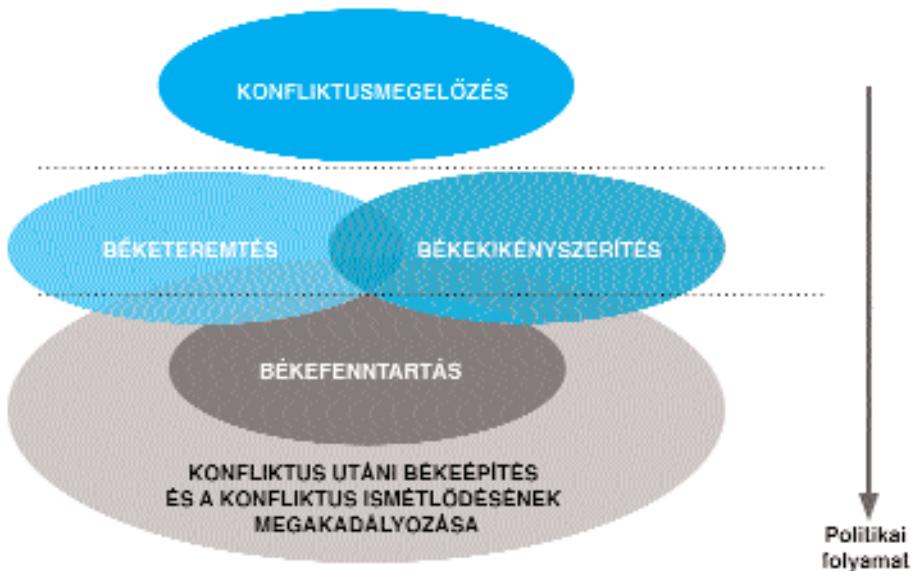 KONFLIKTUSMEGELŐZÉS
BÉKETEREMTÉS
BÉKEKIKÉNYSZERÍTÉS
BÉKEFENNTARTÁS
KONFLIKTUS UTÁNI BÉKEÉPÍTÉS
ÉS A KONFLIKTUS ISMÉTLŐDÉSÉNEK
MEGAKADÁLYOZÁSA
Politikai
folyamat